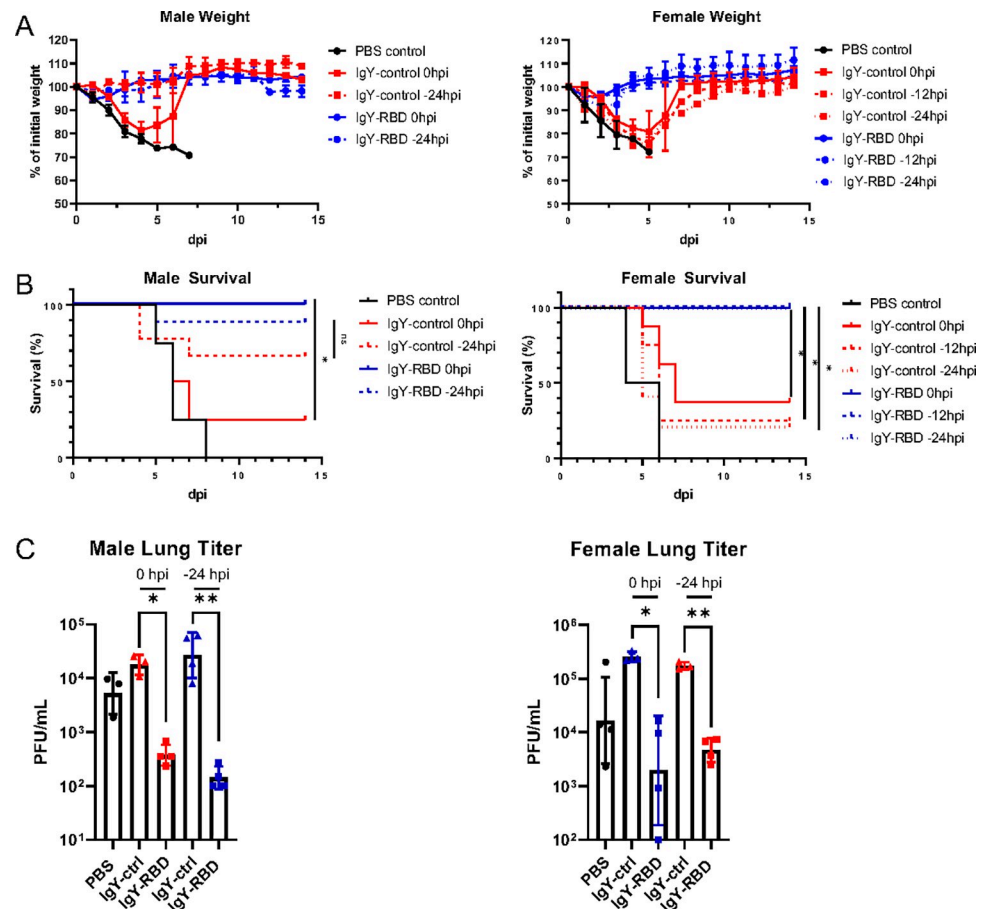 A
Male Weight
% of initial weight
120
110
100
90
80
70
60
50
0
5
10
15
dpi
PBS control
IgY-control 0hpi
IgY-control -24hpi
IgY-RBD 0hpi
IgY-RBD -24hpi
Female Weight
% of initial weight
120
110
100
90
80
70
60
50
0
5
10
15
dpi
PBS control
IgY-control 0hpi
IgY-control -12hpi
IgY-control -24hpi
IgY-RBD 0hpi
IgY-RBD -12hpi
IgY-RBD -24hpi
B
Male Survival
Survival (%)
100
50
0
0
5
10
15
dpi
*
ns
PBS control
IgY-control 0hpi
IgY-control -24hpi
IgY-RBD 0hpi
IgY-RBD -24hpi
Female Survival
Survival (%)
100
50
0
0
5
10
15
dpi
*
*
*
PBS control
IgY-control 0hpi
IgY-control -12hpi
IgY-control -24hpi
IgY-RBD 0hpi
IgY-RBD -12hpi
IgY-RBD -24hpi
C
Male Lung Titer
0 hpi
-24 hpi
*
**
PFU/mL
10⁵
10⁴
10³
10²
10¹
PBS
IgY-ctrl
IgY-RBD
IgY-ctrl
IgY-RBD
Female Lung Titer
0 hpi
-24 hpi
*
**
PFU/mL
10⁶
10⁵
10⁴
10³
10²
PBS
IgY-ctrl
IgY-RBD
IgY-ctrl
IgY-RBD